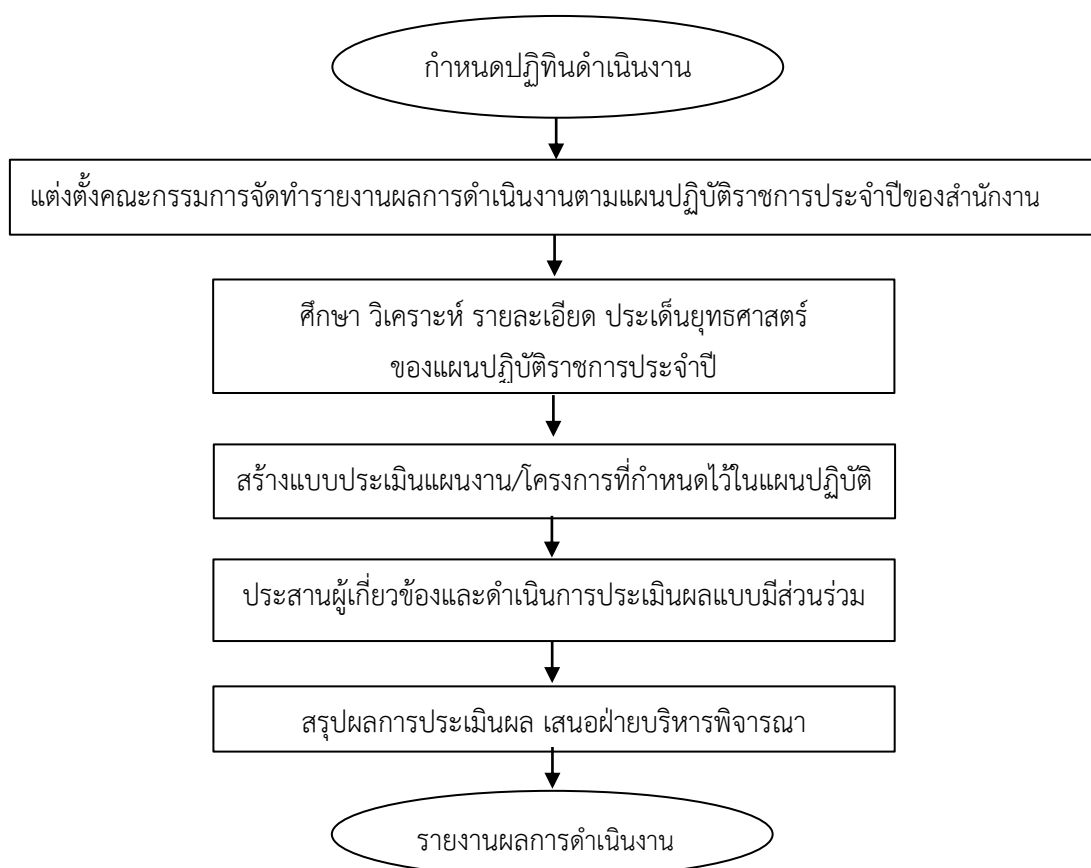 กำหนดปฏิทินดำเนินงาน
แต่งตั้งคณะกรรมการจัดทำรายงานผลการดำเนินงานตามแผนปฏิบัติราชการประจำปีของสำนักงาน
ศึกษา วิเคราะห์ รายละเอียด ประเด็นยุทธศาสตร์
ของแผนปฏิบัติราชการประจำปี
สร้างแบบประเมินแผนงาน/โครงการที่กำหนดไว้ในแผนปฏิบัติ
ประสานผู้เกี่ยวข้องและดำเนินการประเมินผลแบบมีส่วนร่วม
สรุปผลการประเมินผล เสนอฝ่ายบริหารพิจารณา
รายงานผลการดำเนินงาน